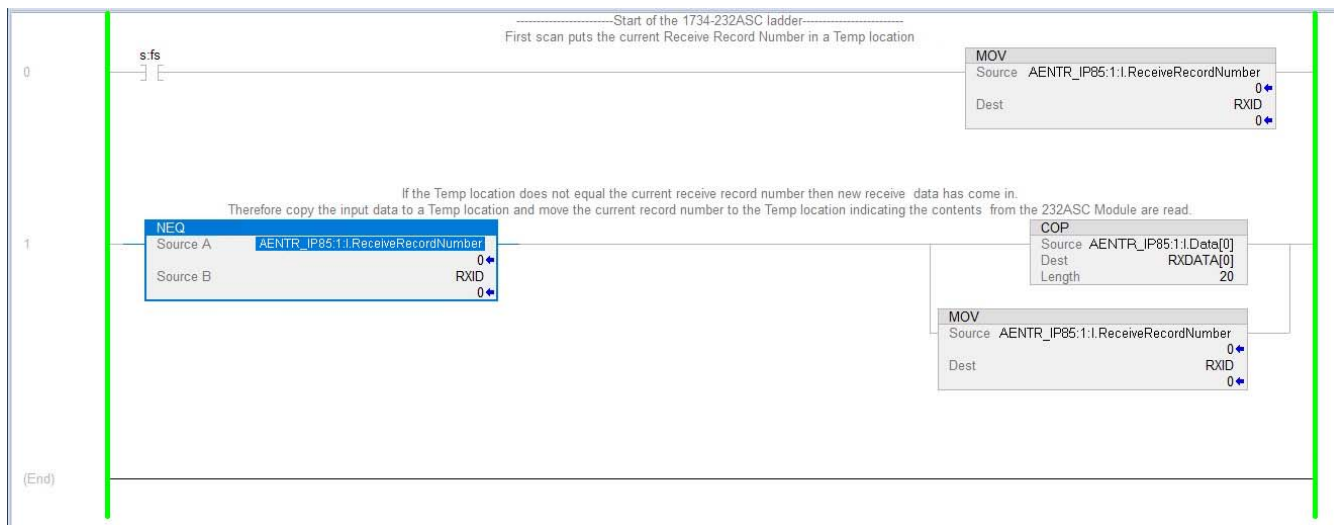 ------------------------Start of the 1734-232ASC ladder-------------------------
First scan puts the current Receive Record Number in a Temp location
s:fs
0
MOV
Source AENTR_IP85:1:I.ReceiveRecordNumber
0
Dest RXID
0
If the Temp location does not equal the current receive record number then new receive data has come in.
Therefore copy the input data to a Temp location and move the current record number to the Temp location indicating the contents from the 232ASC Module are read.
1
NEQ
Source A AENTR_IP85:1:I.ReceiveRecordNumber
0
Source B RXID
0
COP
Source AENTR_IP85:1:I.Data[0]
Dest RXDATA[0]
Length 20
MOV
Source AENTR_IP85:1:I.ReceiveRecordNumber
0
Dest RXID
0
(End)